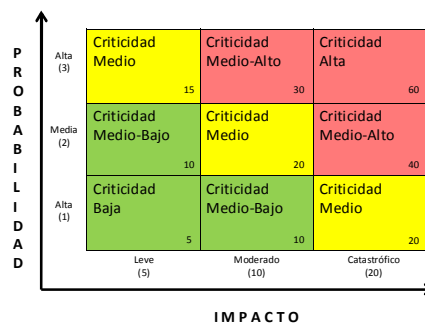 PROBABILIDAD
Alta
(3)
Criticidad
Medio
15
Criticidad
Medio-Alto
30
Criticidad
Alta
60
Media
(2)
Criticidad
Medio-Bajo
10
Criticidad
Medio
20
Criticidad
Medio-Alto
40
Alta
(1)
Criticidad
Baja
5
Criticidad
Medio-Bajo
10
Criticidad
Medio
20
Leve
(5)
Moderado
(10)
Catastrófico
(20)
IMPACTO